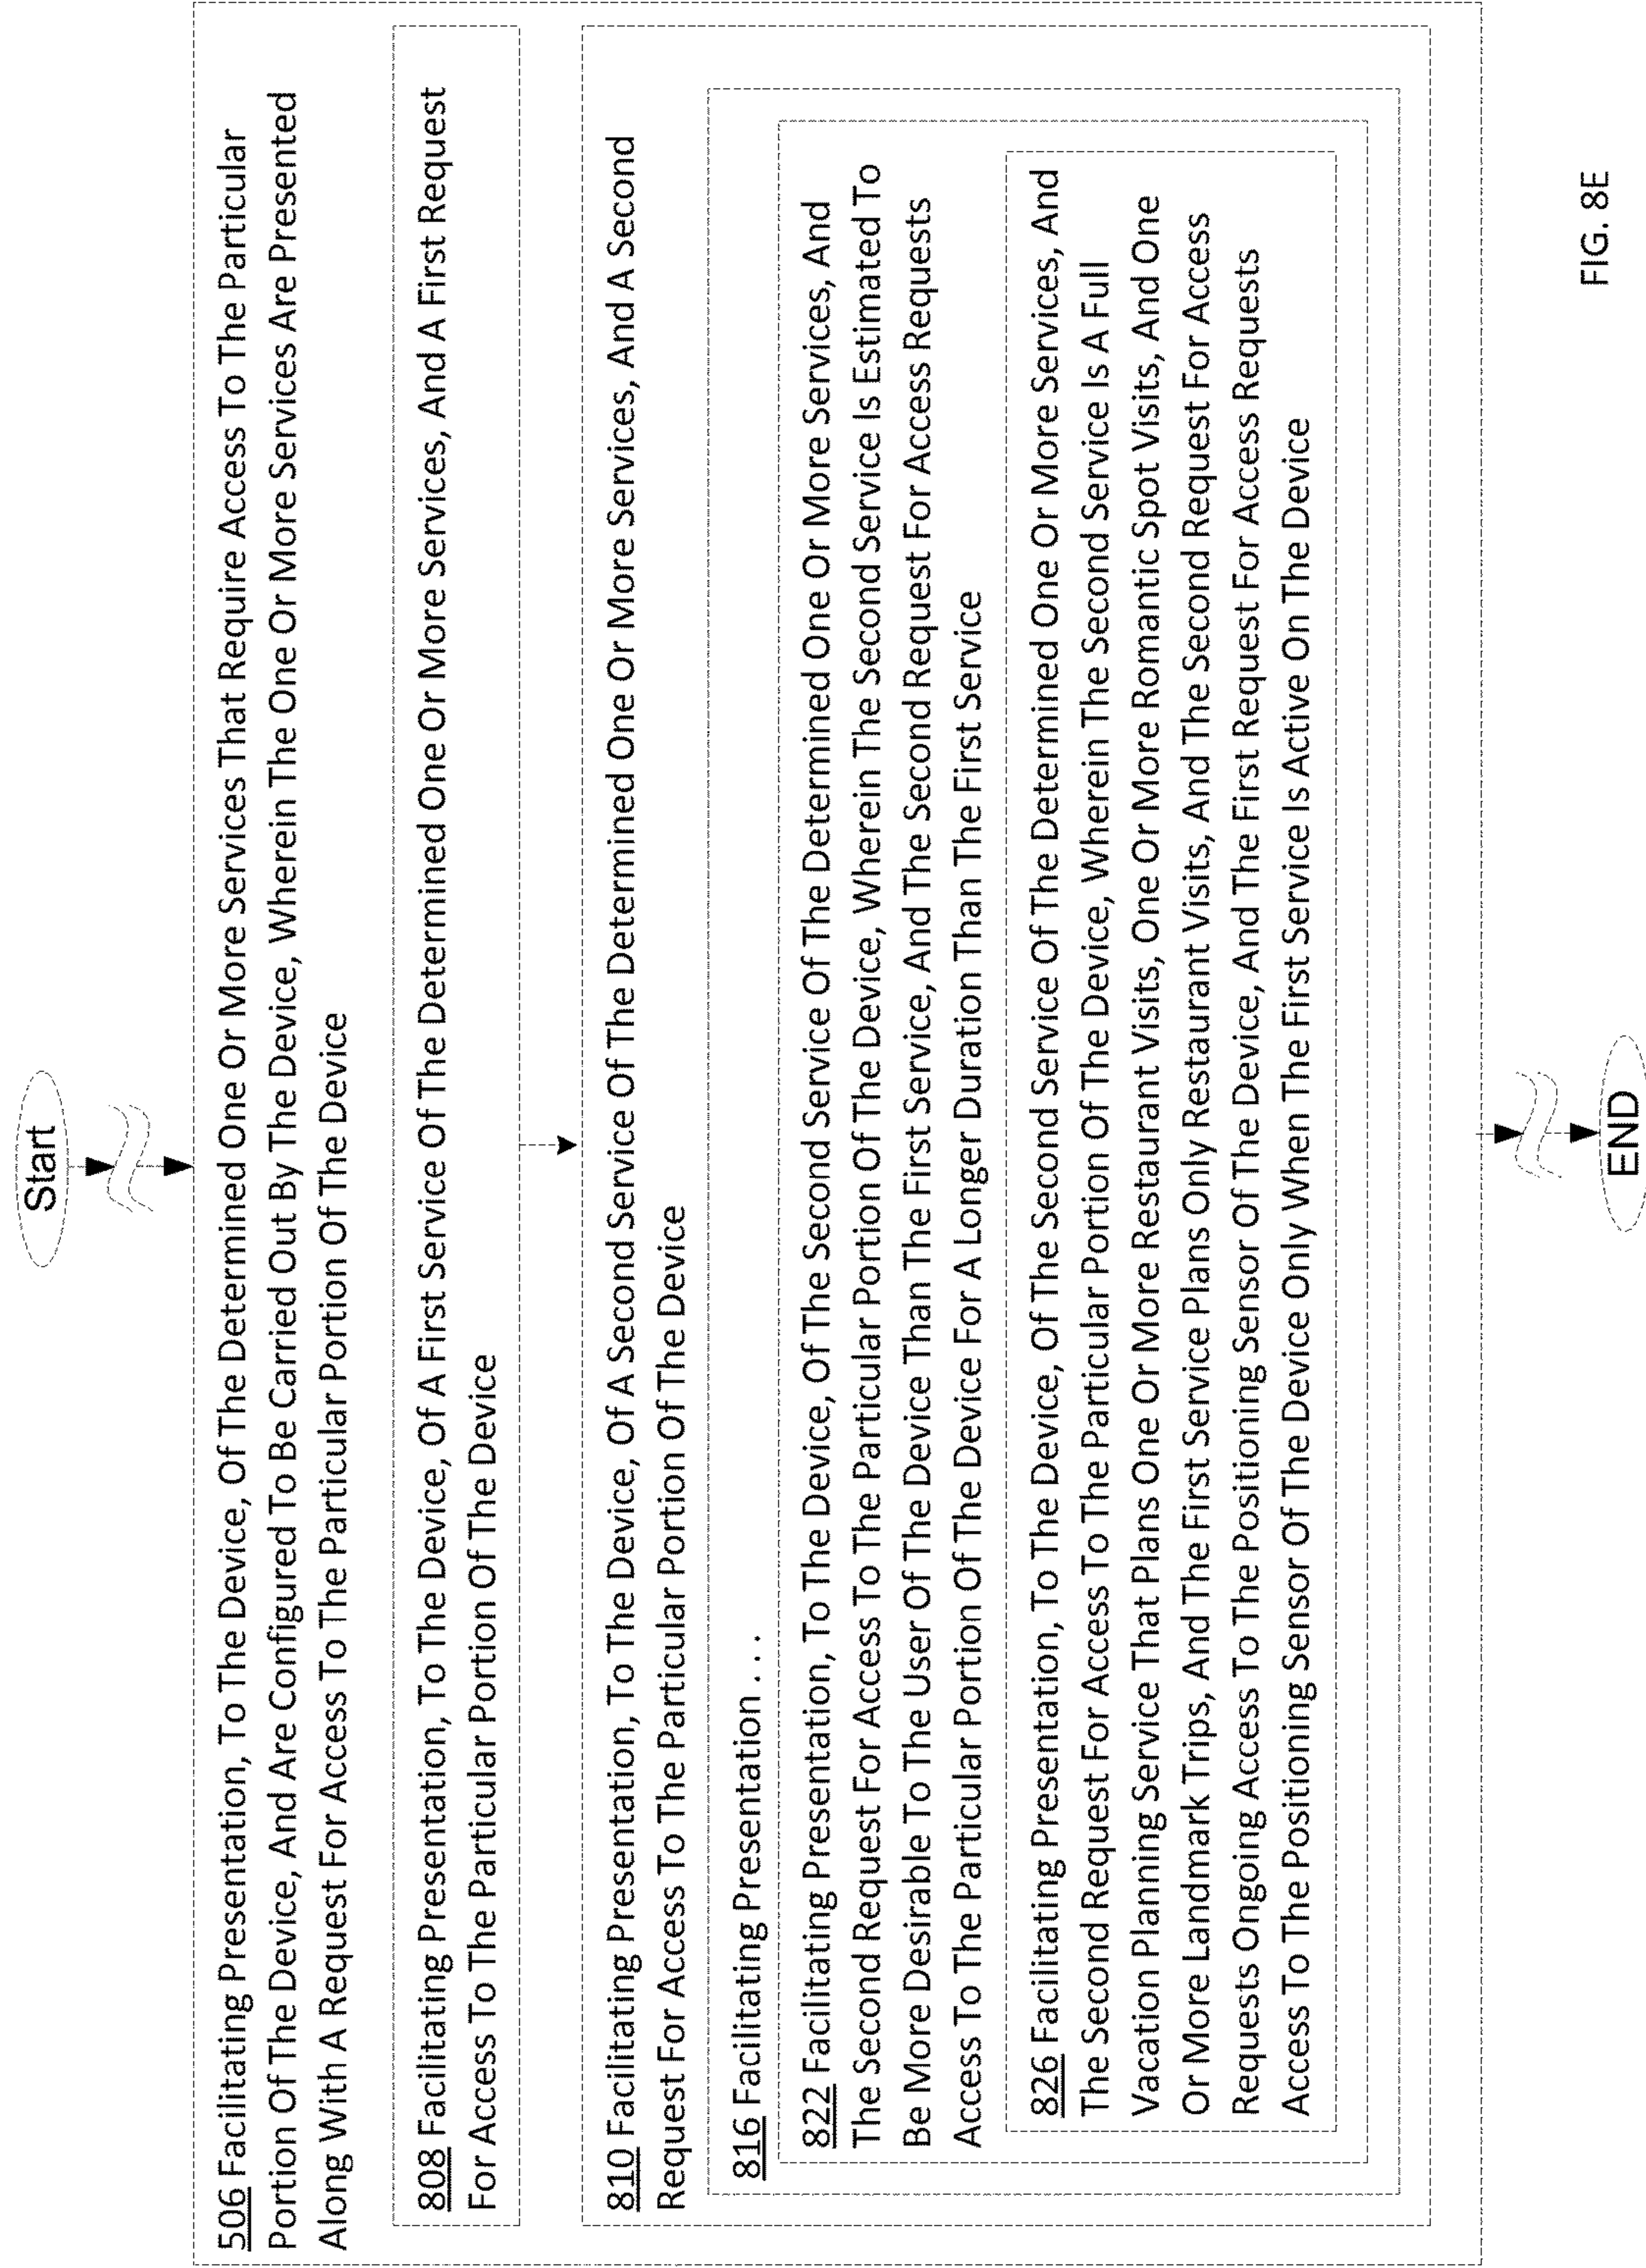 Start
506 Facilitating Presentation, To The Device, Of The Determined One Or More Services That Require Access To The Particular
Portion Of The Device, And Are Configured To Be Carried Out By The Device, Wherein The One Or More Services Are Presented
Along With A Request For Access To The Particular Portion Of The Device
808 Facilitating Presentation, To The Device, Of A First Service Of The Determined One Or More Services, And A First Request
For Access To The Particular Portion Of The Device
810 Facilitating Presentation, To The Device, Of A Second Service Of The Determined One Or More Services, And A Second
Request For Access To The Particular Portion Of The Device
816 Facilitating Presentation . . .
822 Facilitating Presentation, To The Device, Of The Second Service Of The Determined One Or More Services, And
The Second Request For Access To The Particular Portion Of The Device, Wherein The Second Service Is Estimated To
Be More Desirable To The User Of The Device Than The First Service, And The Second Request For Access Requests
Access To The Particular Portion Of The Device For A Longer Duration Than The First Service
826 Facilitating Presentation, To The Device, Of The Second Service Of The Determined One Or More Services, And
The Second Request For Access To The Particular Portion Of The Device, Wherein The Second Service Is A Full
Vacation Planning Service That Plans One Or More Restaurant Visits, One Or More Romantic Spot Visits, And One
Or More Landmark Trips, And The First Service Plans Only Restaurant Visits, And The Second Request For Access
Requests Ongoing Access To The Positioning Sensor Of The Device, And The First Request For Access Requests
Access To The Positioning Sensor Of The Device Only When The First Service Is Active On The Device
END
FIG. 8E